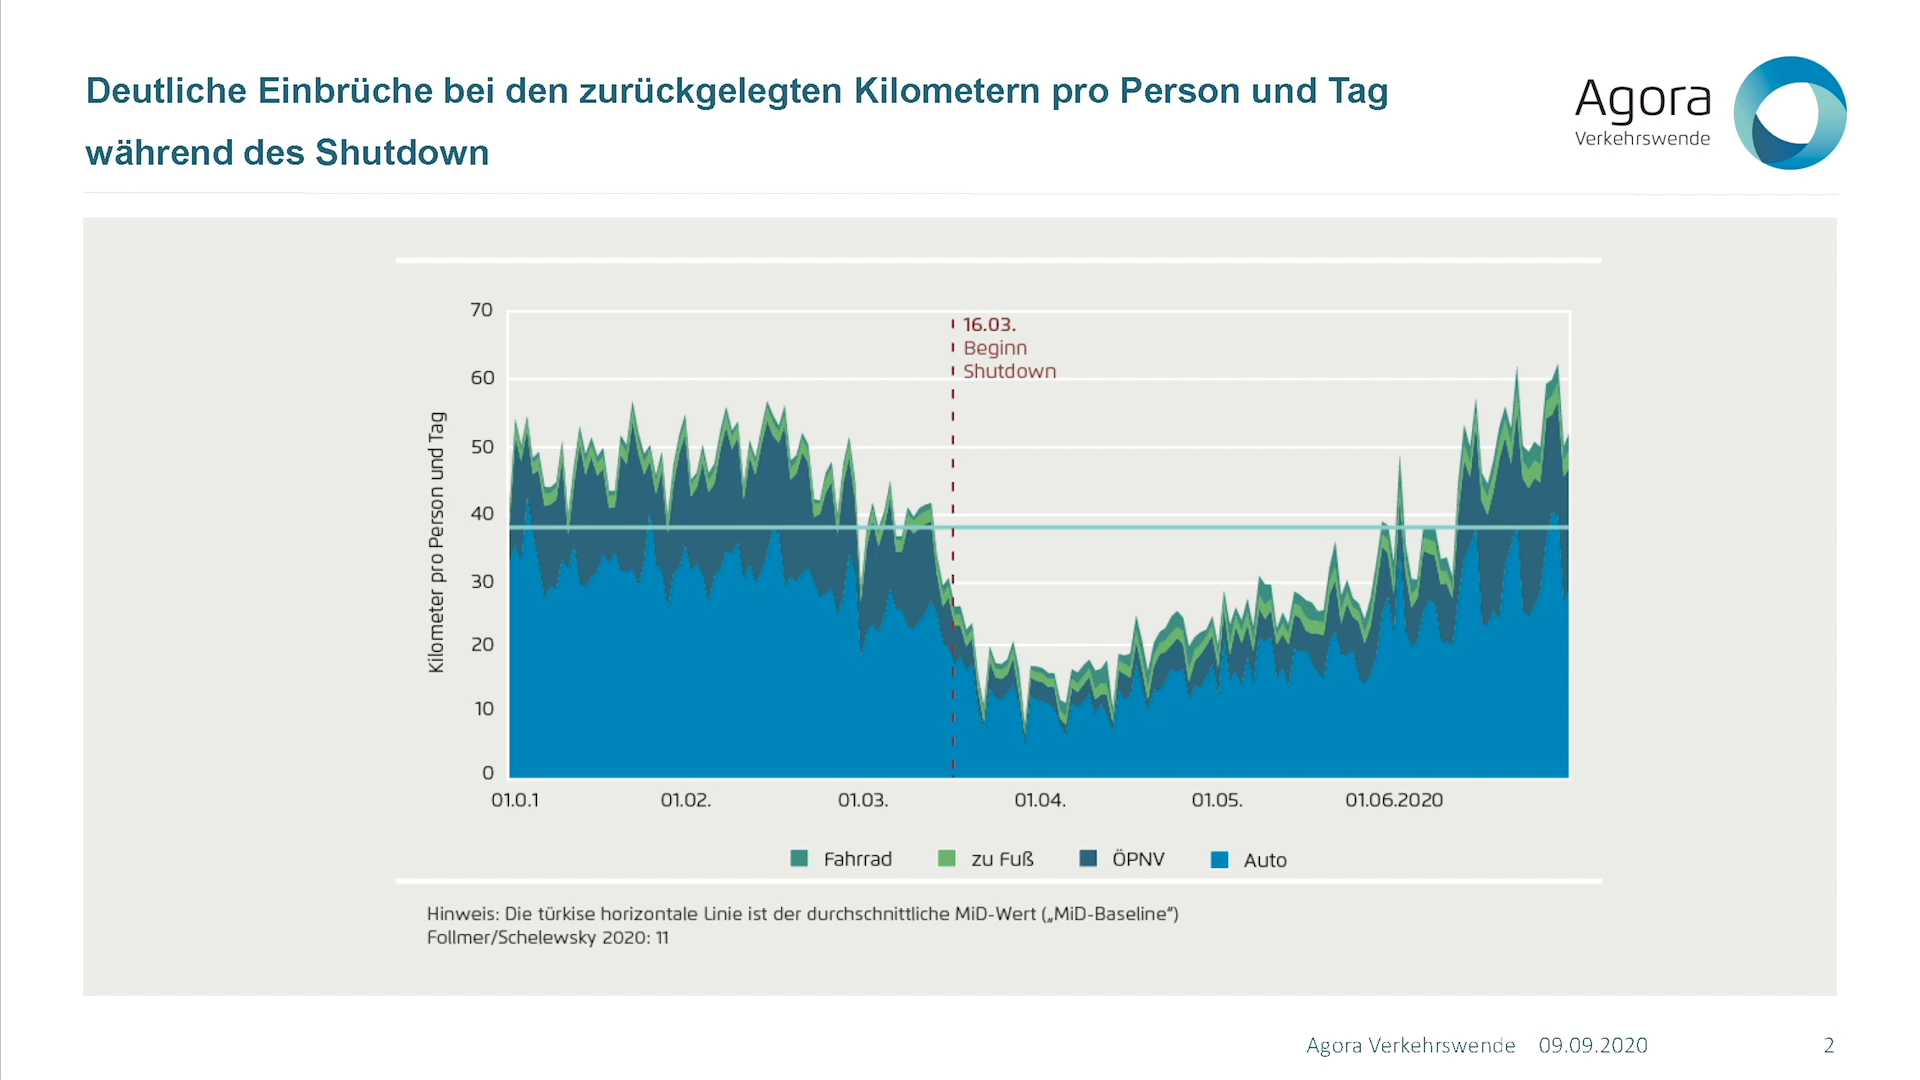 Deutliche Einbrüche bei den zurückgelegten Kilometern pro Person und Tag
während des Shutdown
Agora
Verkehrswende
Kilometer pro Person und Tag
70
60
50
40
30
20
10
0
16.03.
Beginn
Shutdown
01.0.1
01.02.
01.03.
01.04.
01.05.
01.06.2020
Fahrrad
zu Fuß
ÖPNV
Auto
Hinweis: Die türkise horizontale Linie ist der durchschnittliche MiD-Wert („MiD-Baseline“)
Follmer/Schelewsky 2020: 11
Agora Verkehrswende 09.09.2020 2